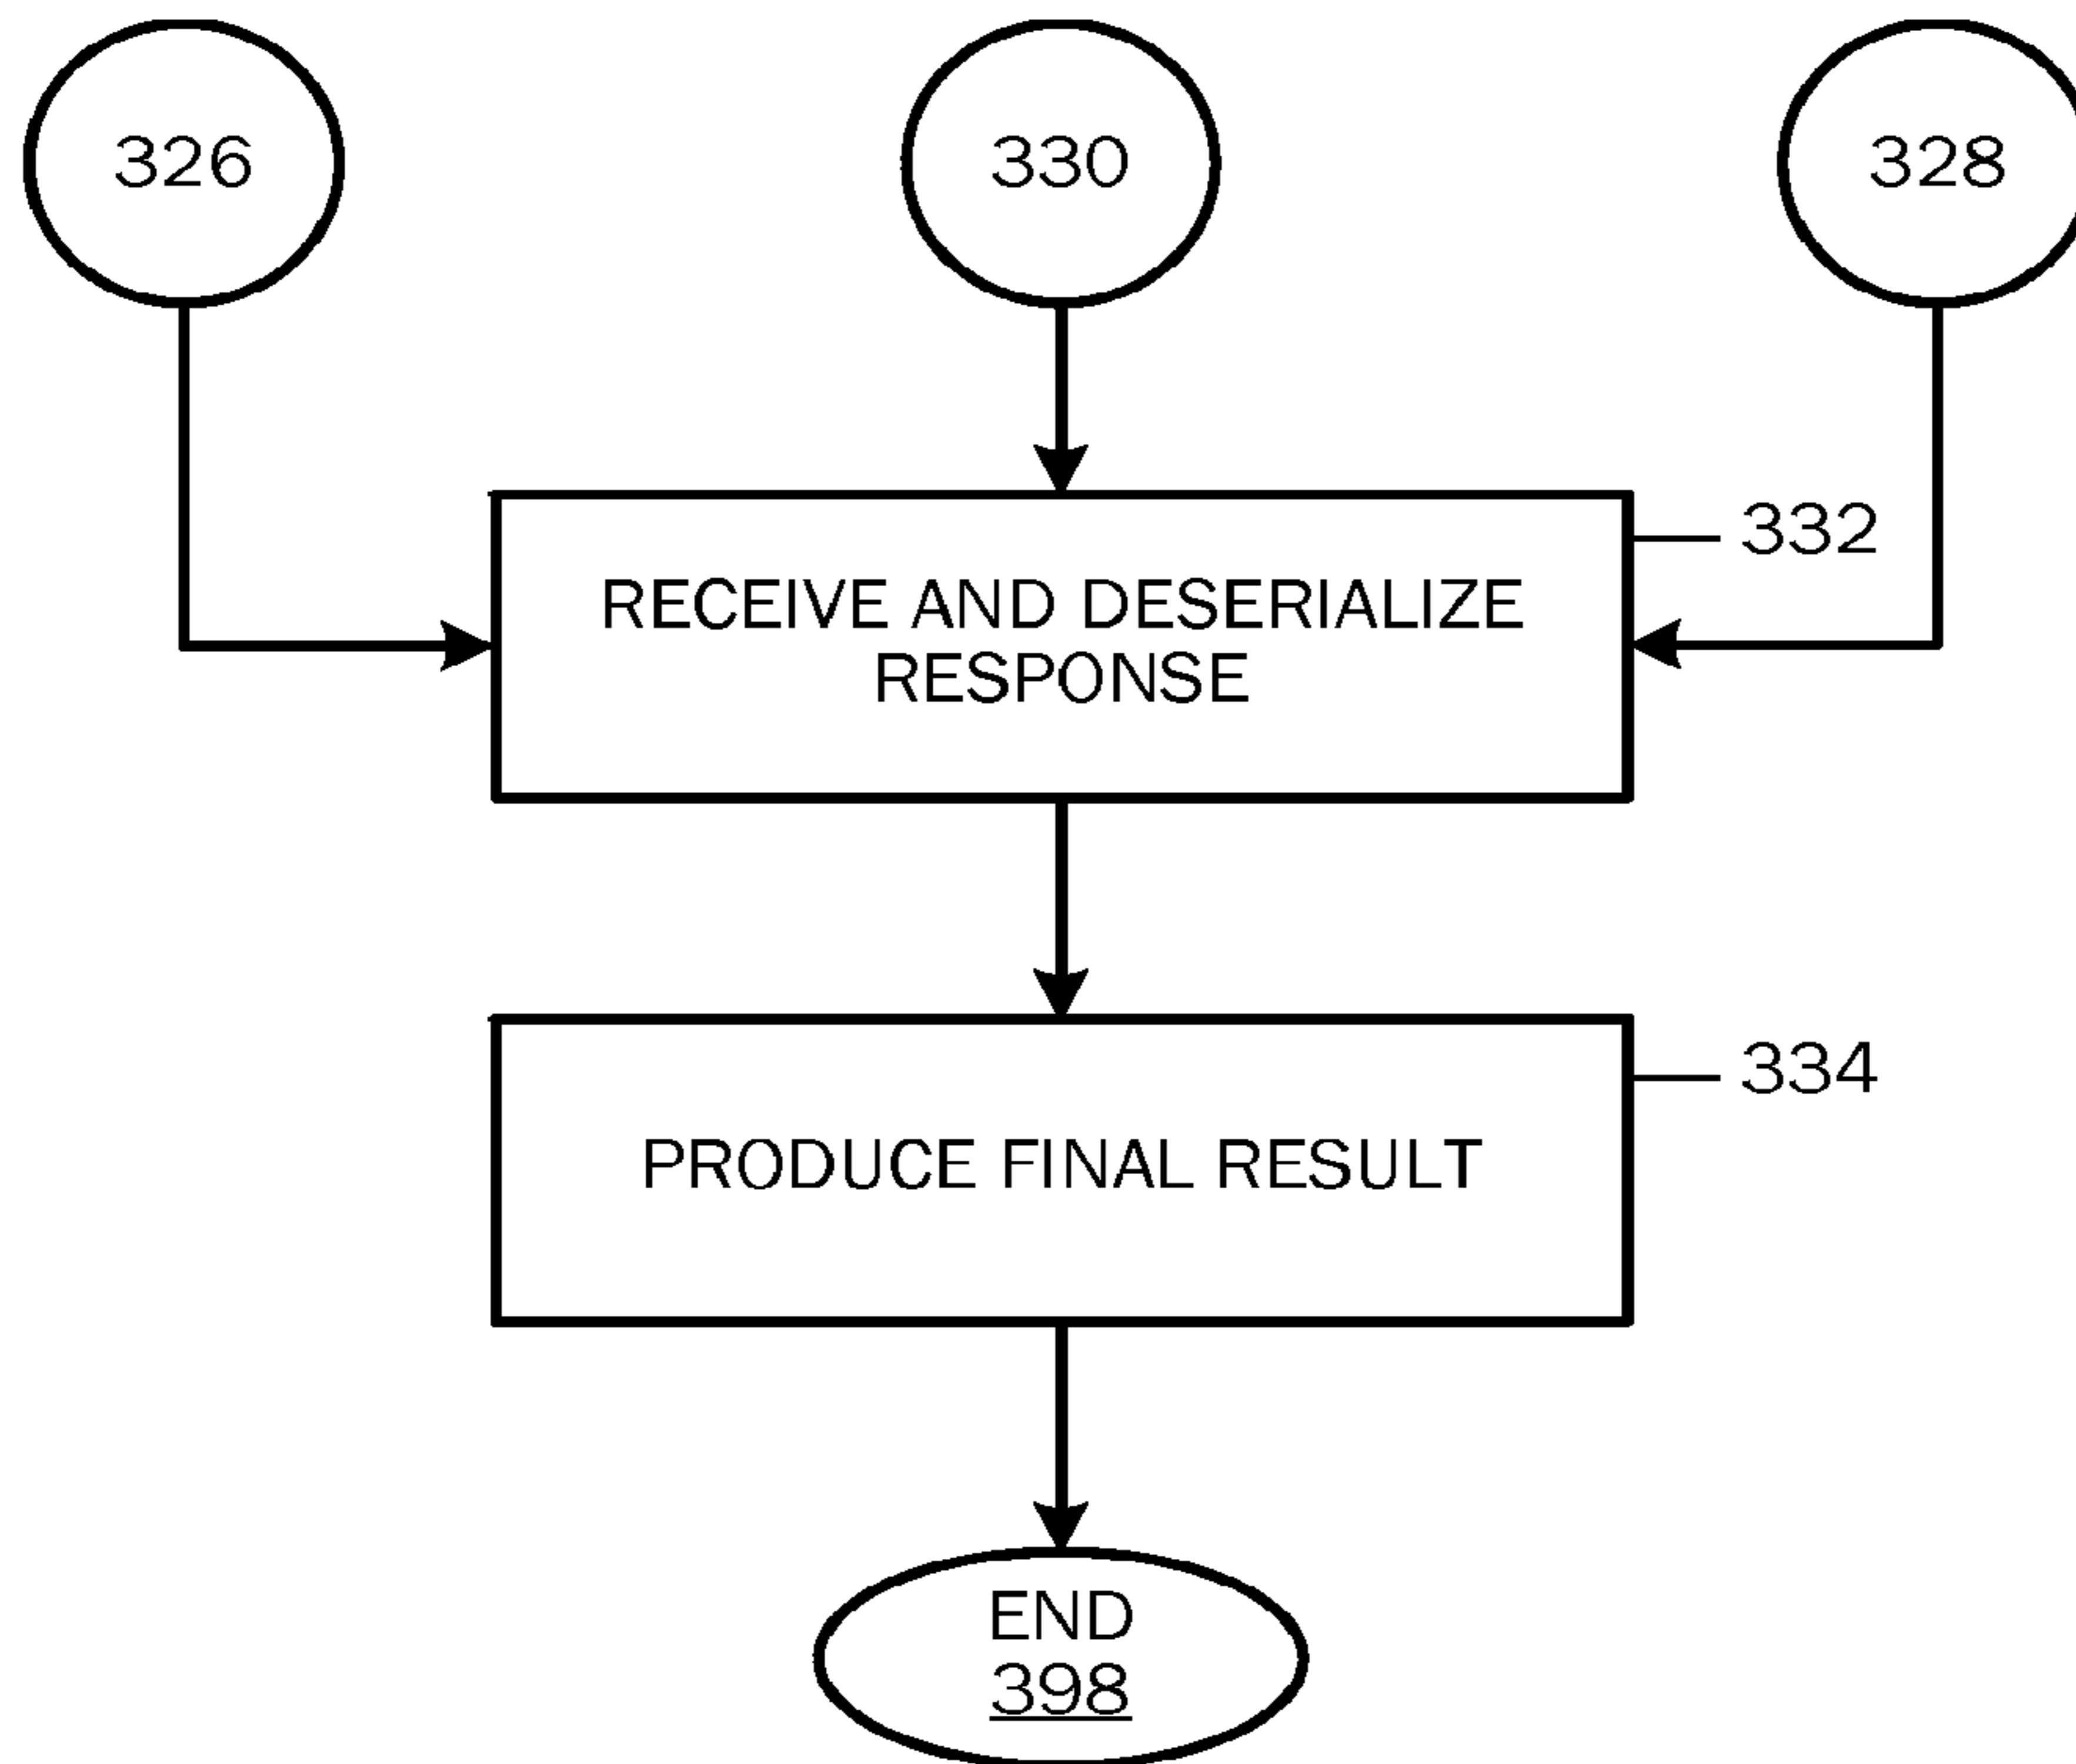 326
330
328
332
RECEIVE AND DESERIALIZE
RESPONSE
334
PRODUCE FINAL RESULT
END
398